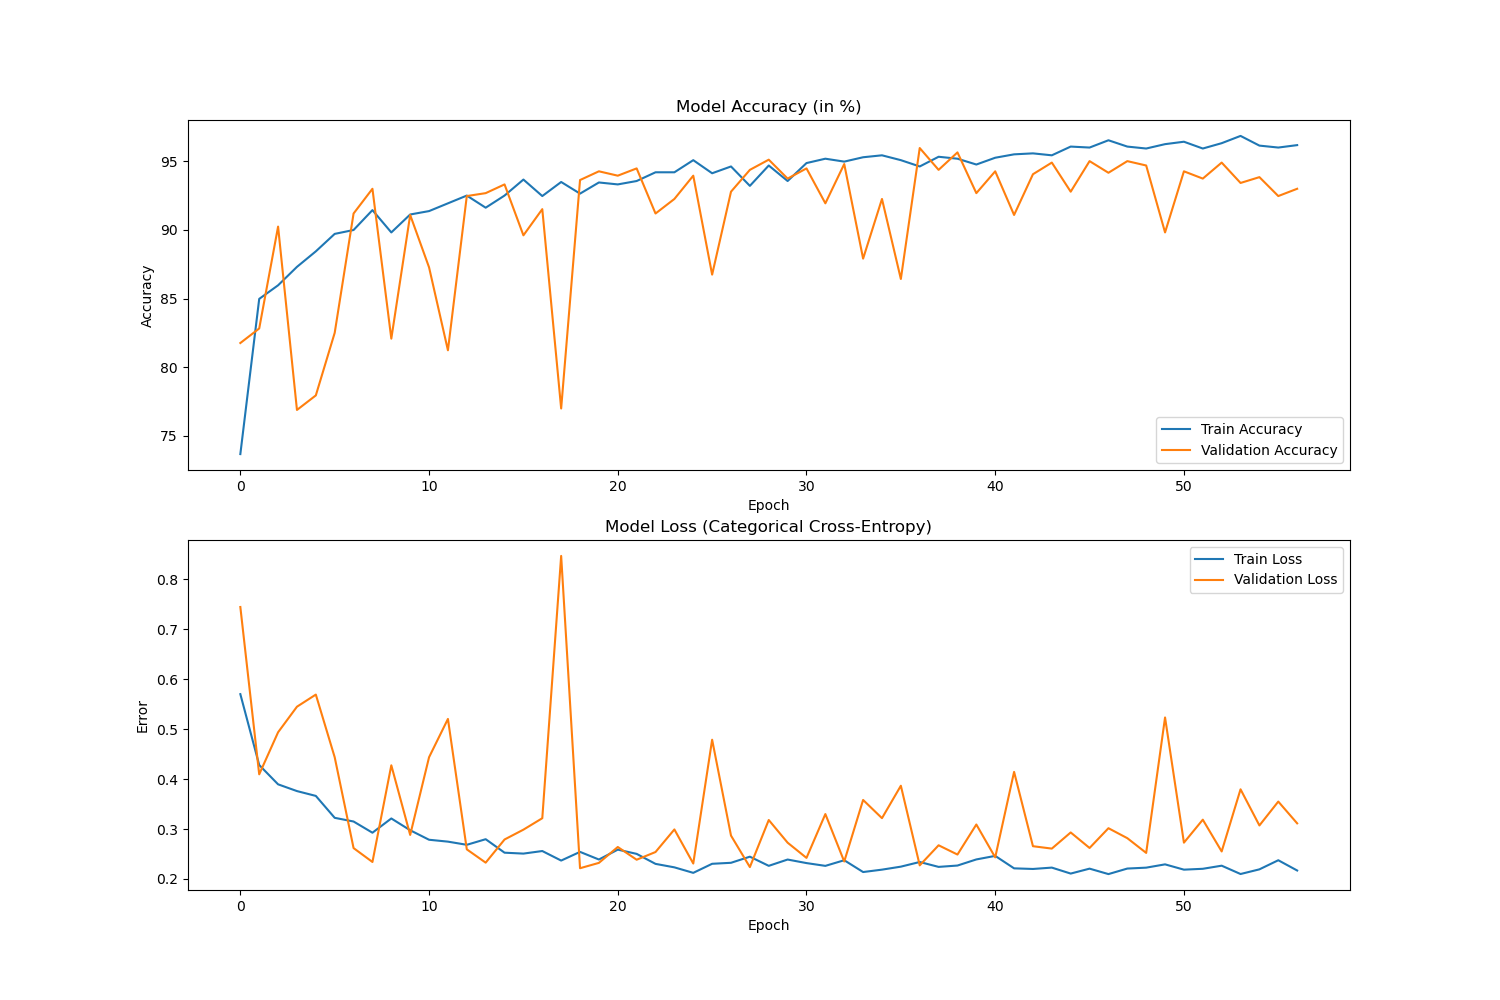 Model Accuracy (in %)
95
90
85
80
75
Accuracy
Train Accuracy
Validation Accuracy
0 10 20 30 40 50
Epoch
Model Loss (Categorical Cross-Entropy)
Train Loss
Validation Loss
0.8
0.7
0.6
0.5
0.4
0.3
0.2
Error
0 10 20 30 40 50
Epoch